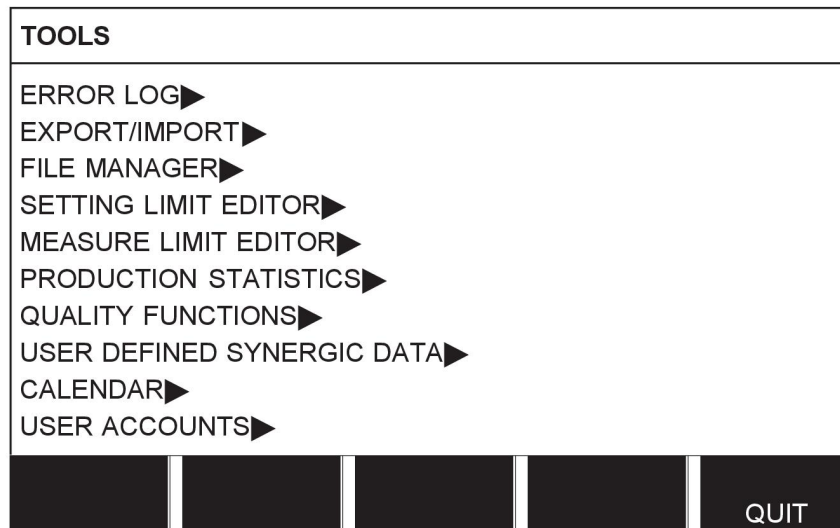 TOOLS
ERROR LOG▶
EXPORT/IMPORT▶
FILE MANAGER▶
SETTING LIMIT EDITOR▶
MEASURE LIMIT EDITOR▶
PRODUCTION STATISTICS▶
QUALITY FUNCTIONS▶
USER DEFINED SYNERGIC DATA▶
CALENDAR▶
USER ACCOUNTS▶
QUIT